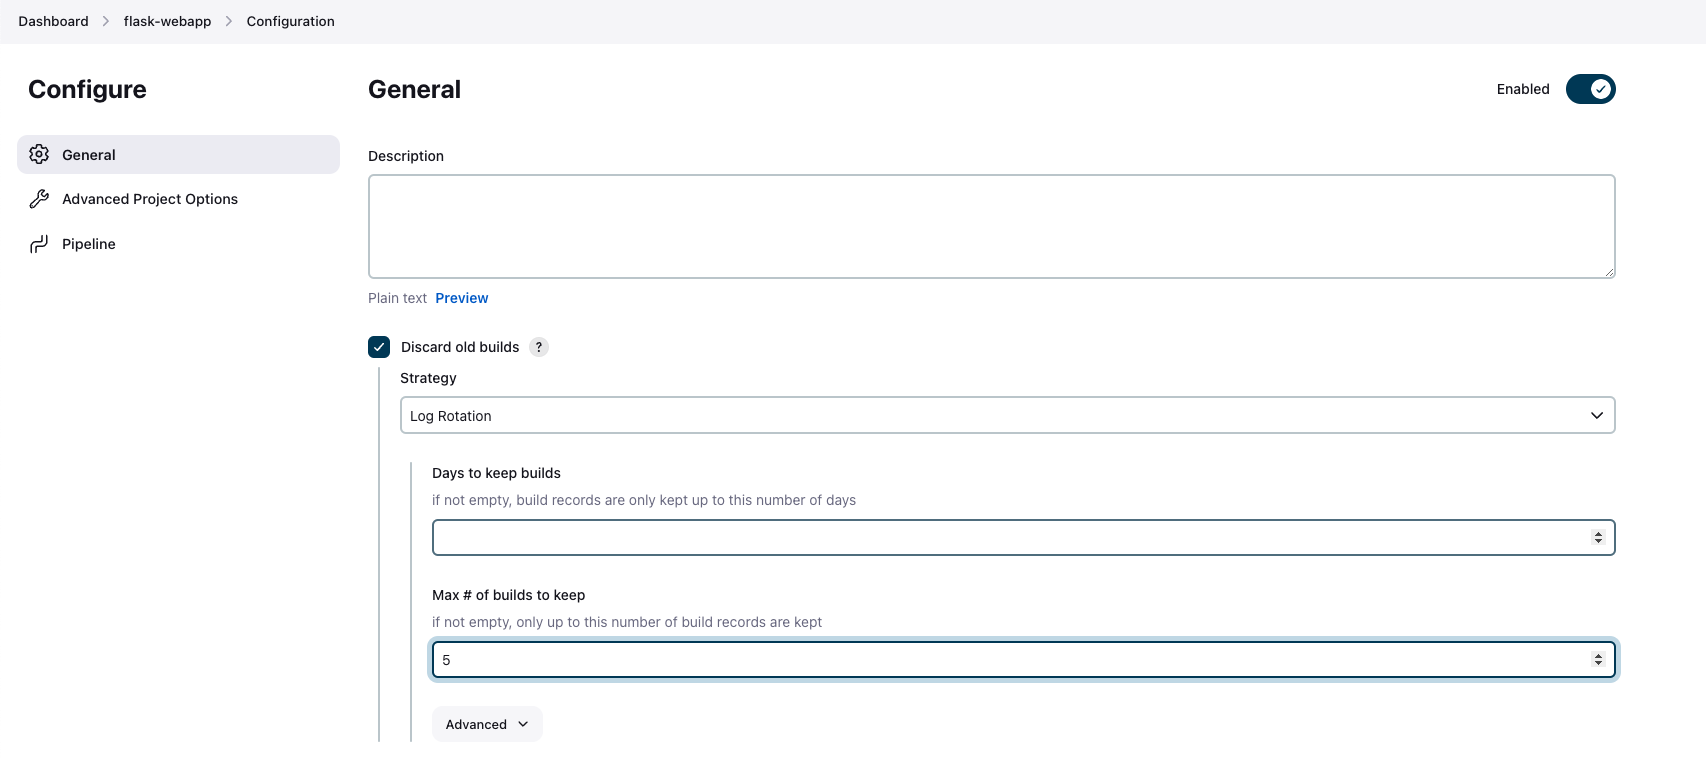 Dashboard flask-webapp Configuration
Configure
General
Advanced Project Options
Pipeline
General
Enabled
Description
Plain text Preview
Discard old builds ?
Strategy
Log Rotation
Days to keep builds
if not empty, build records are only kept up to this number of days
Max # of builds to keep
if not empty, only up to this number of build records are kept
5
Advanced